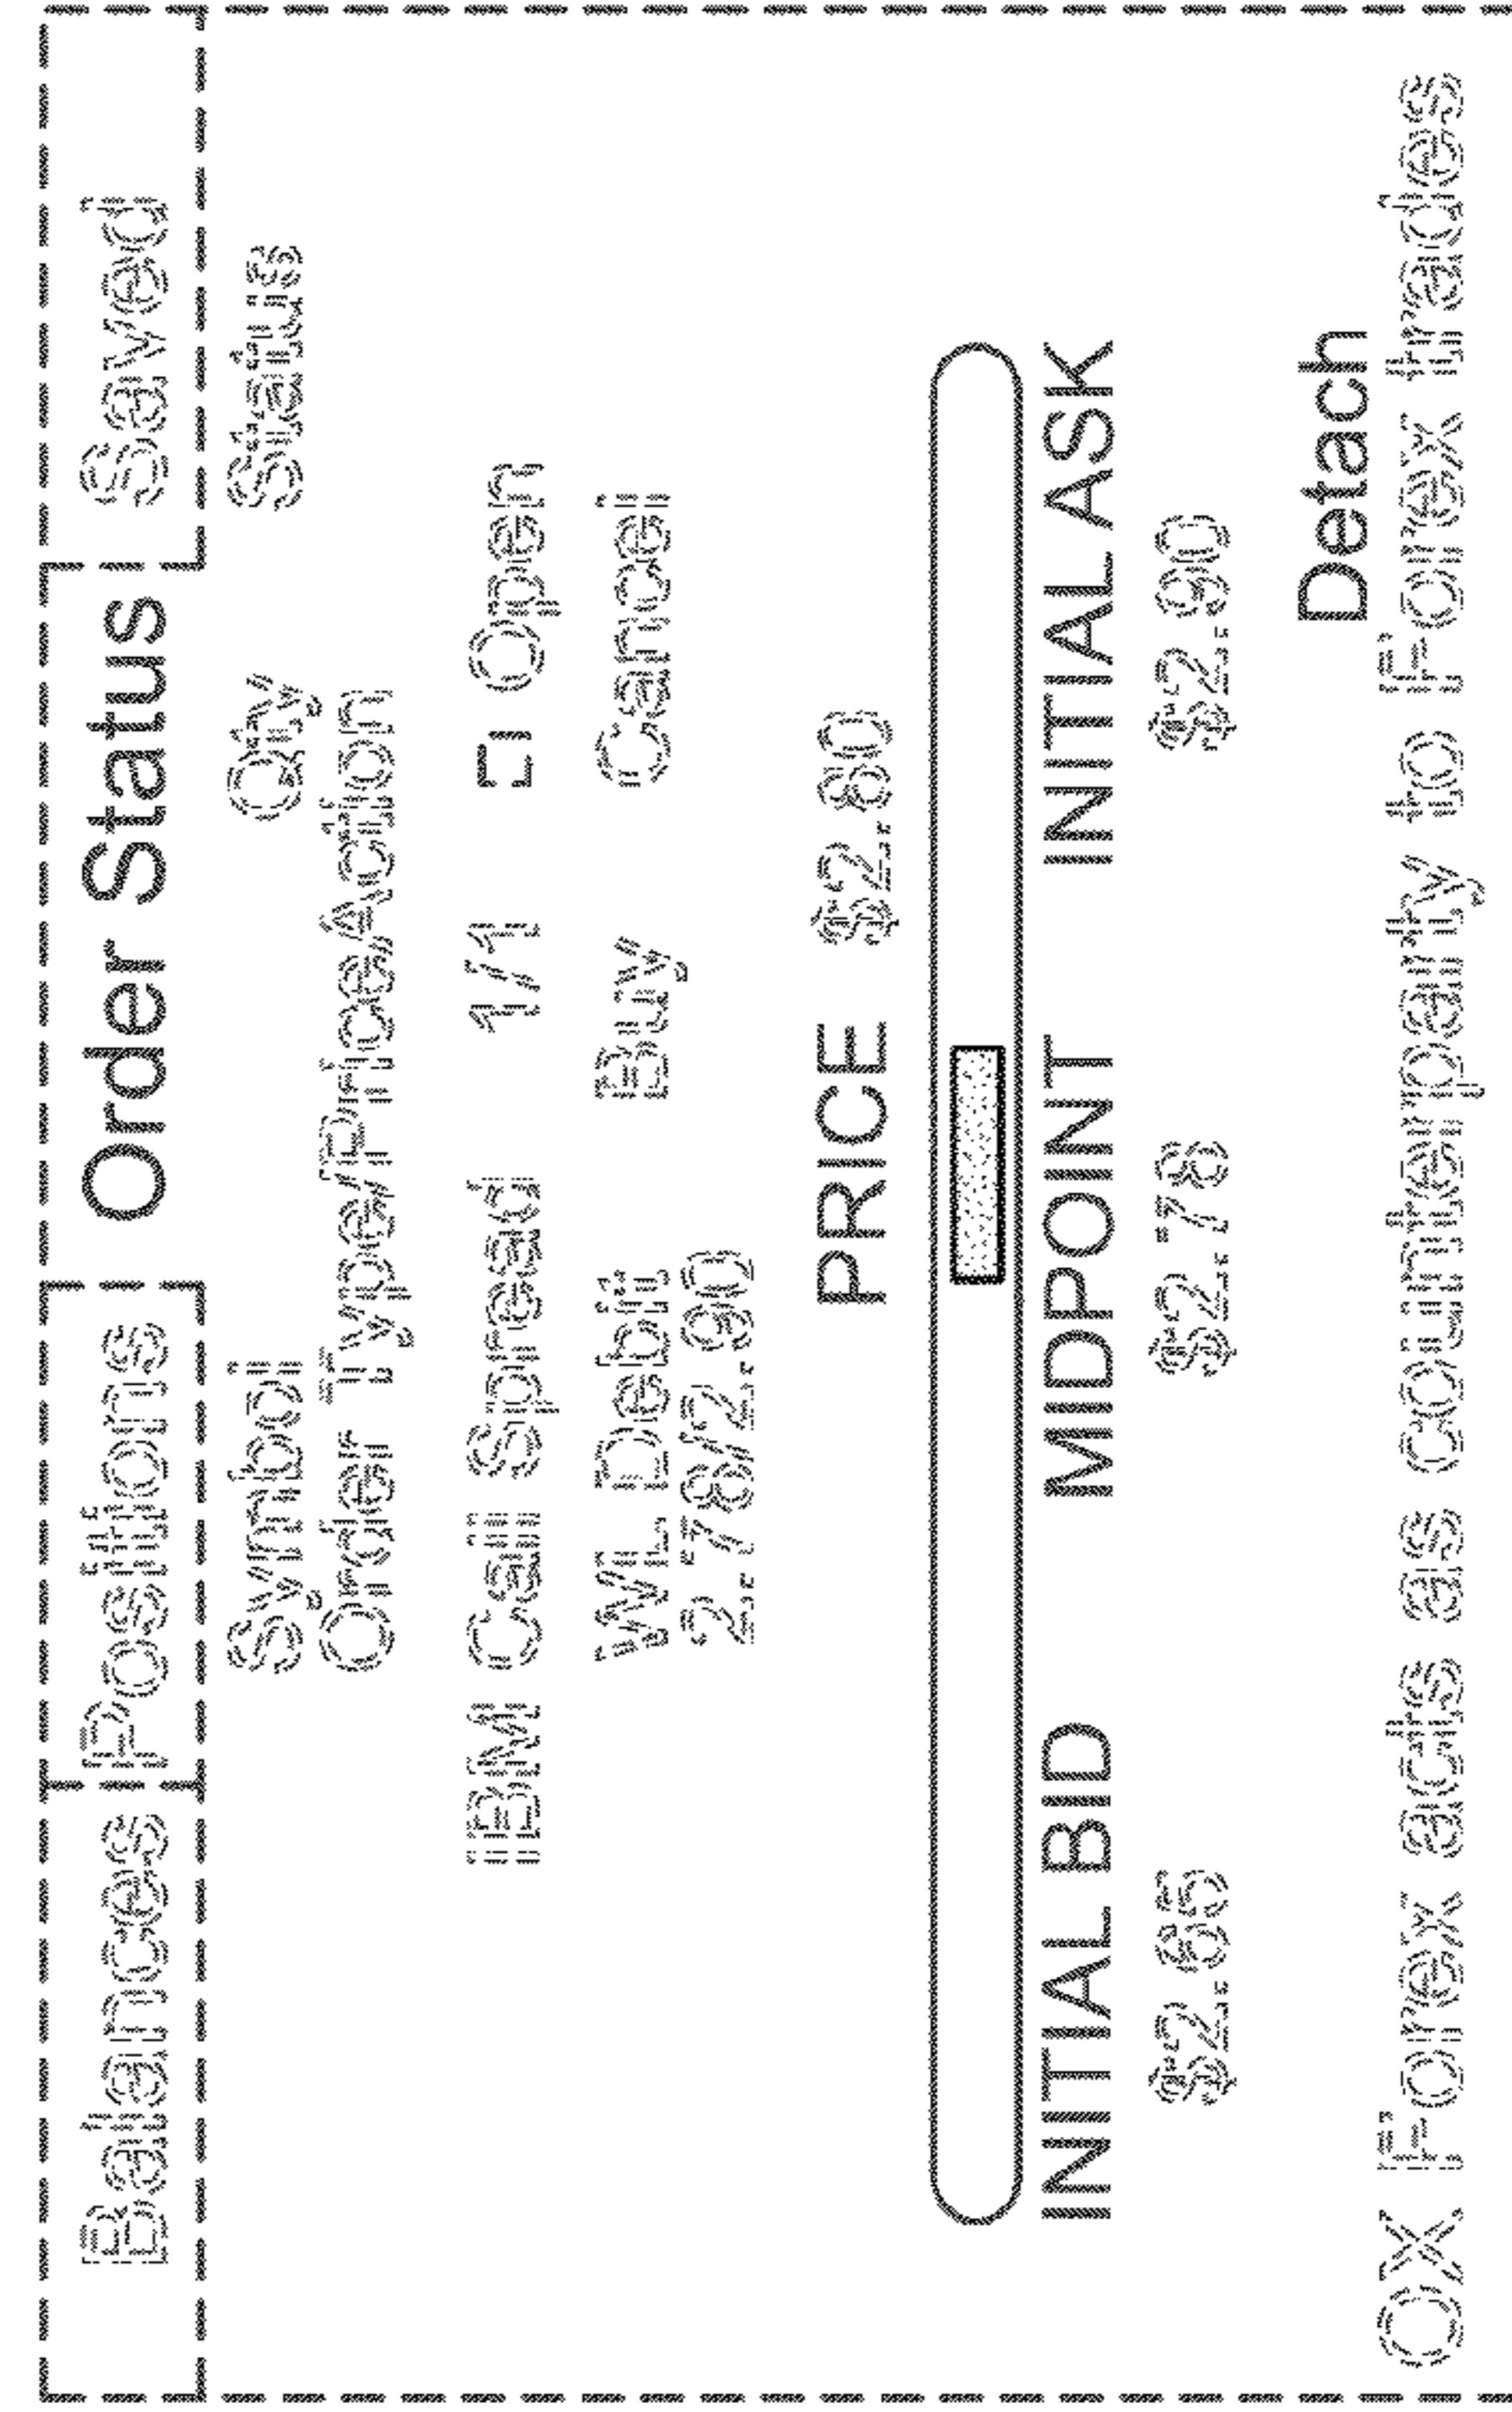 Balances Positions Order Status Saved
Symbol Qty Status
Order Type/Price/Action
IBM Call Spread 1/1 Open
WL Debit Buy Cancel
2.78/2.90
PRICE $2.80
INITIAL BID MIDPOINT INITIAL ASK
$2.65 $2.78 $2.90
Detach
OX Forex acts as counterparty to Forex trades